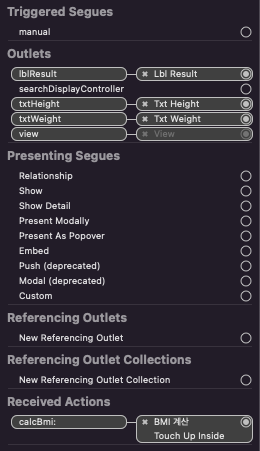 Triggered Segues
manual
Outlets
lblResult ✖ Lbl Result
searchDisplayController
txtHeight ✖ Txt Height
txtWeight ✖ Txt Weight
view ✖ View
Presenting Segues
Relationship
Show
Show Detail
Present Modally
Present As Popover
Embed
Push (deprecated)
Modal (deprecated)
Custom
Referencing Outlets
New Referencing Outlet
Referencing Outlet Collections
New Referencing Outlet Collection
Received Actions
calcBmi: ✖ BMI 계산
Touch Up Inside